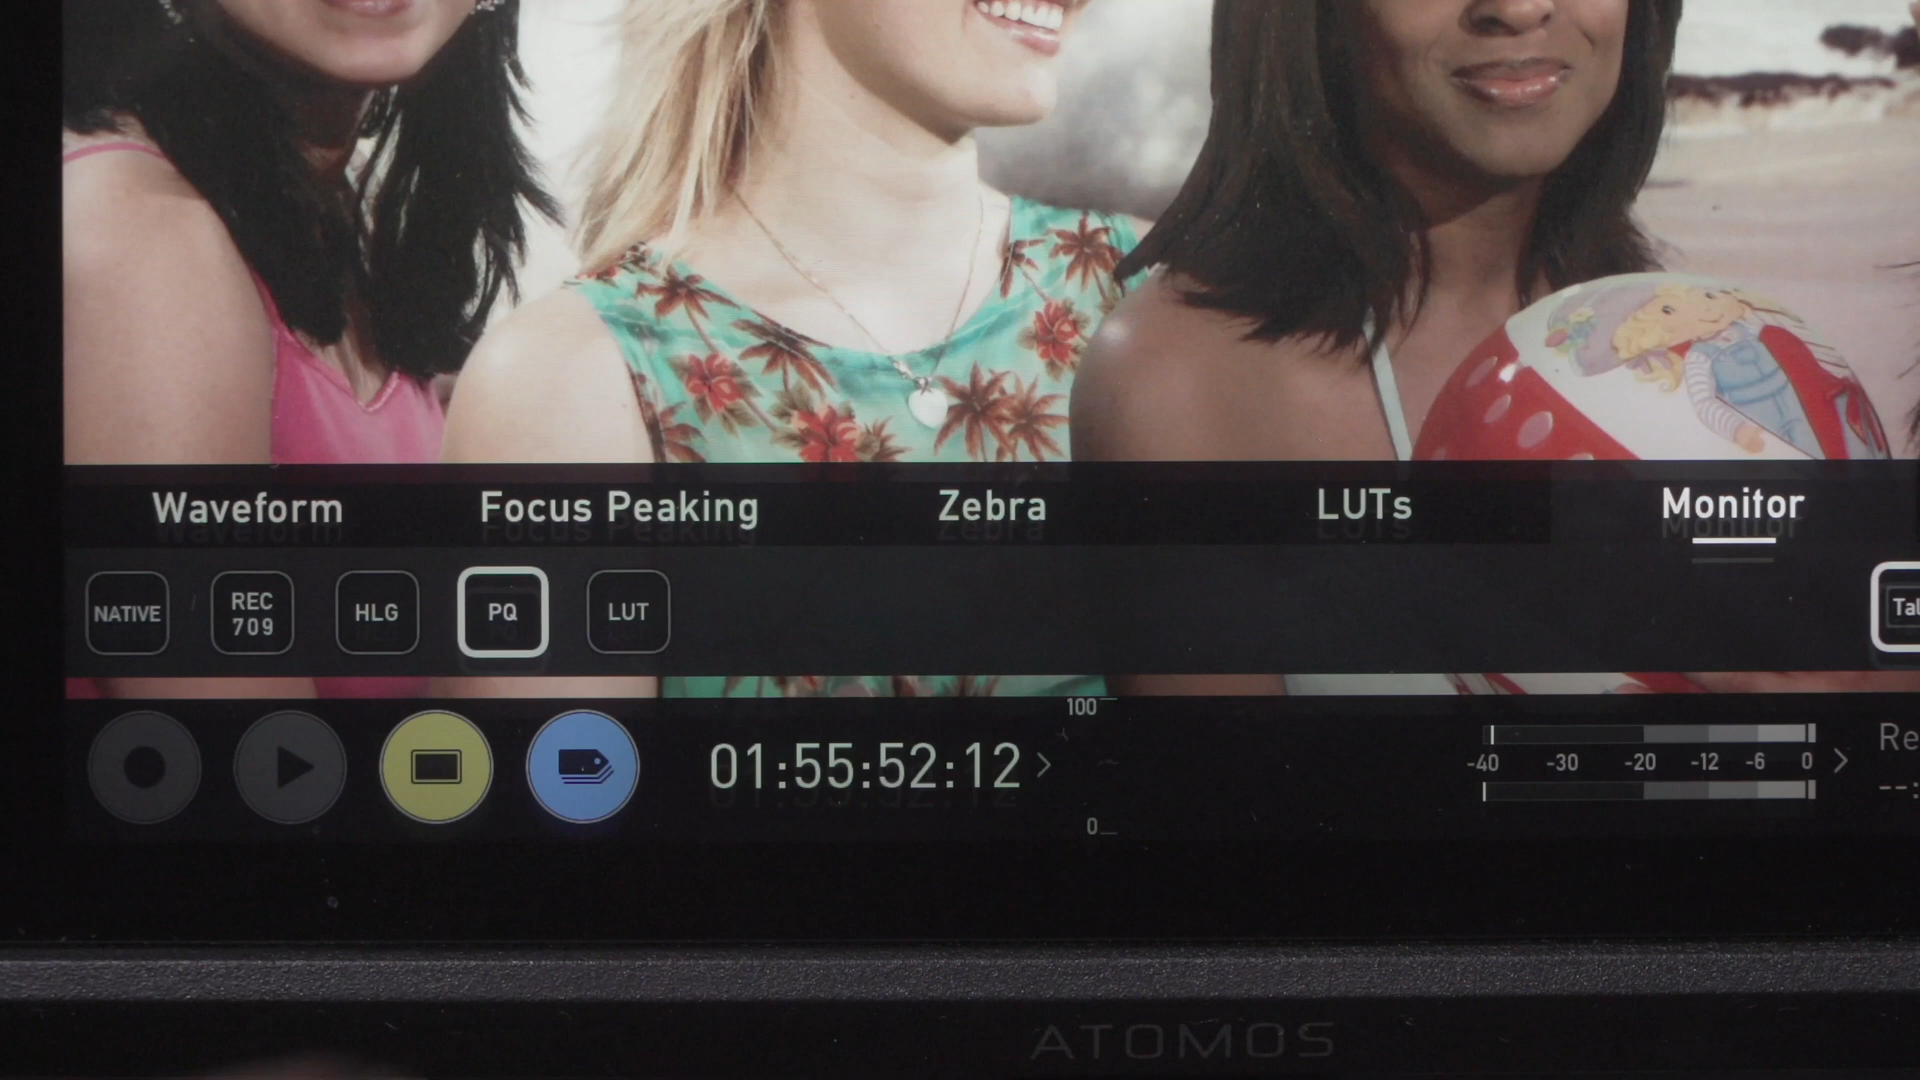 Waveform Focus Peaking Zebra LUTs Monitor
NATIVE REC 709 HLG PQ LUT
01:55:52:12
100
0
-40 -30 -20 -12 -6 0
ATOMOS